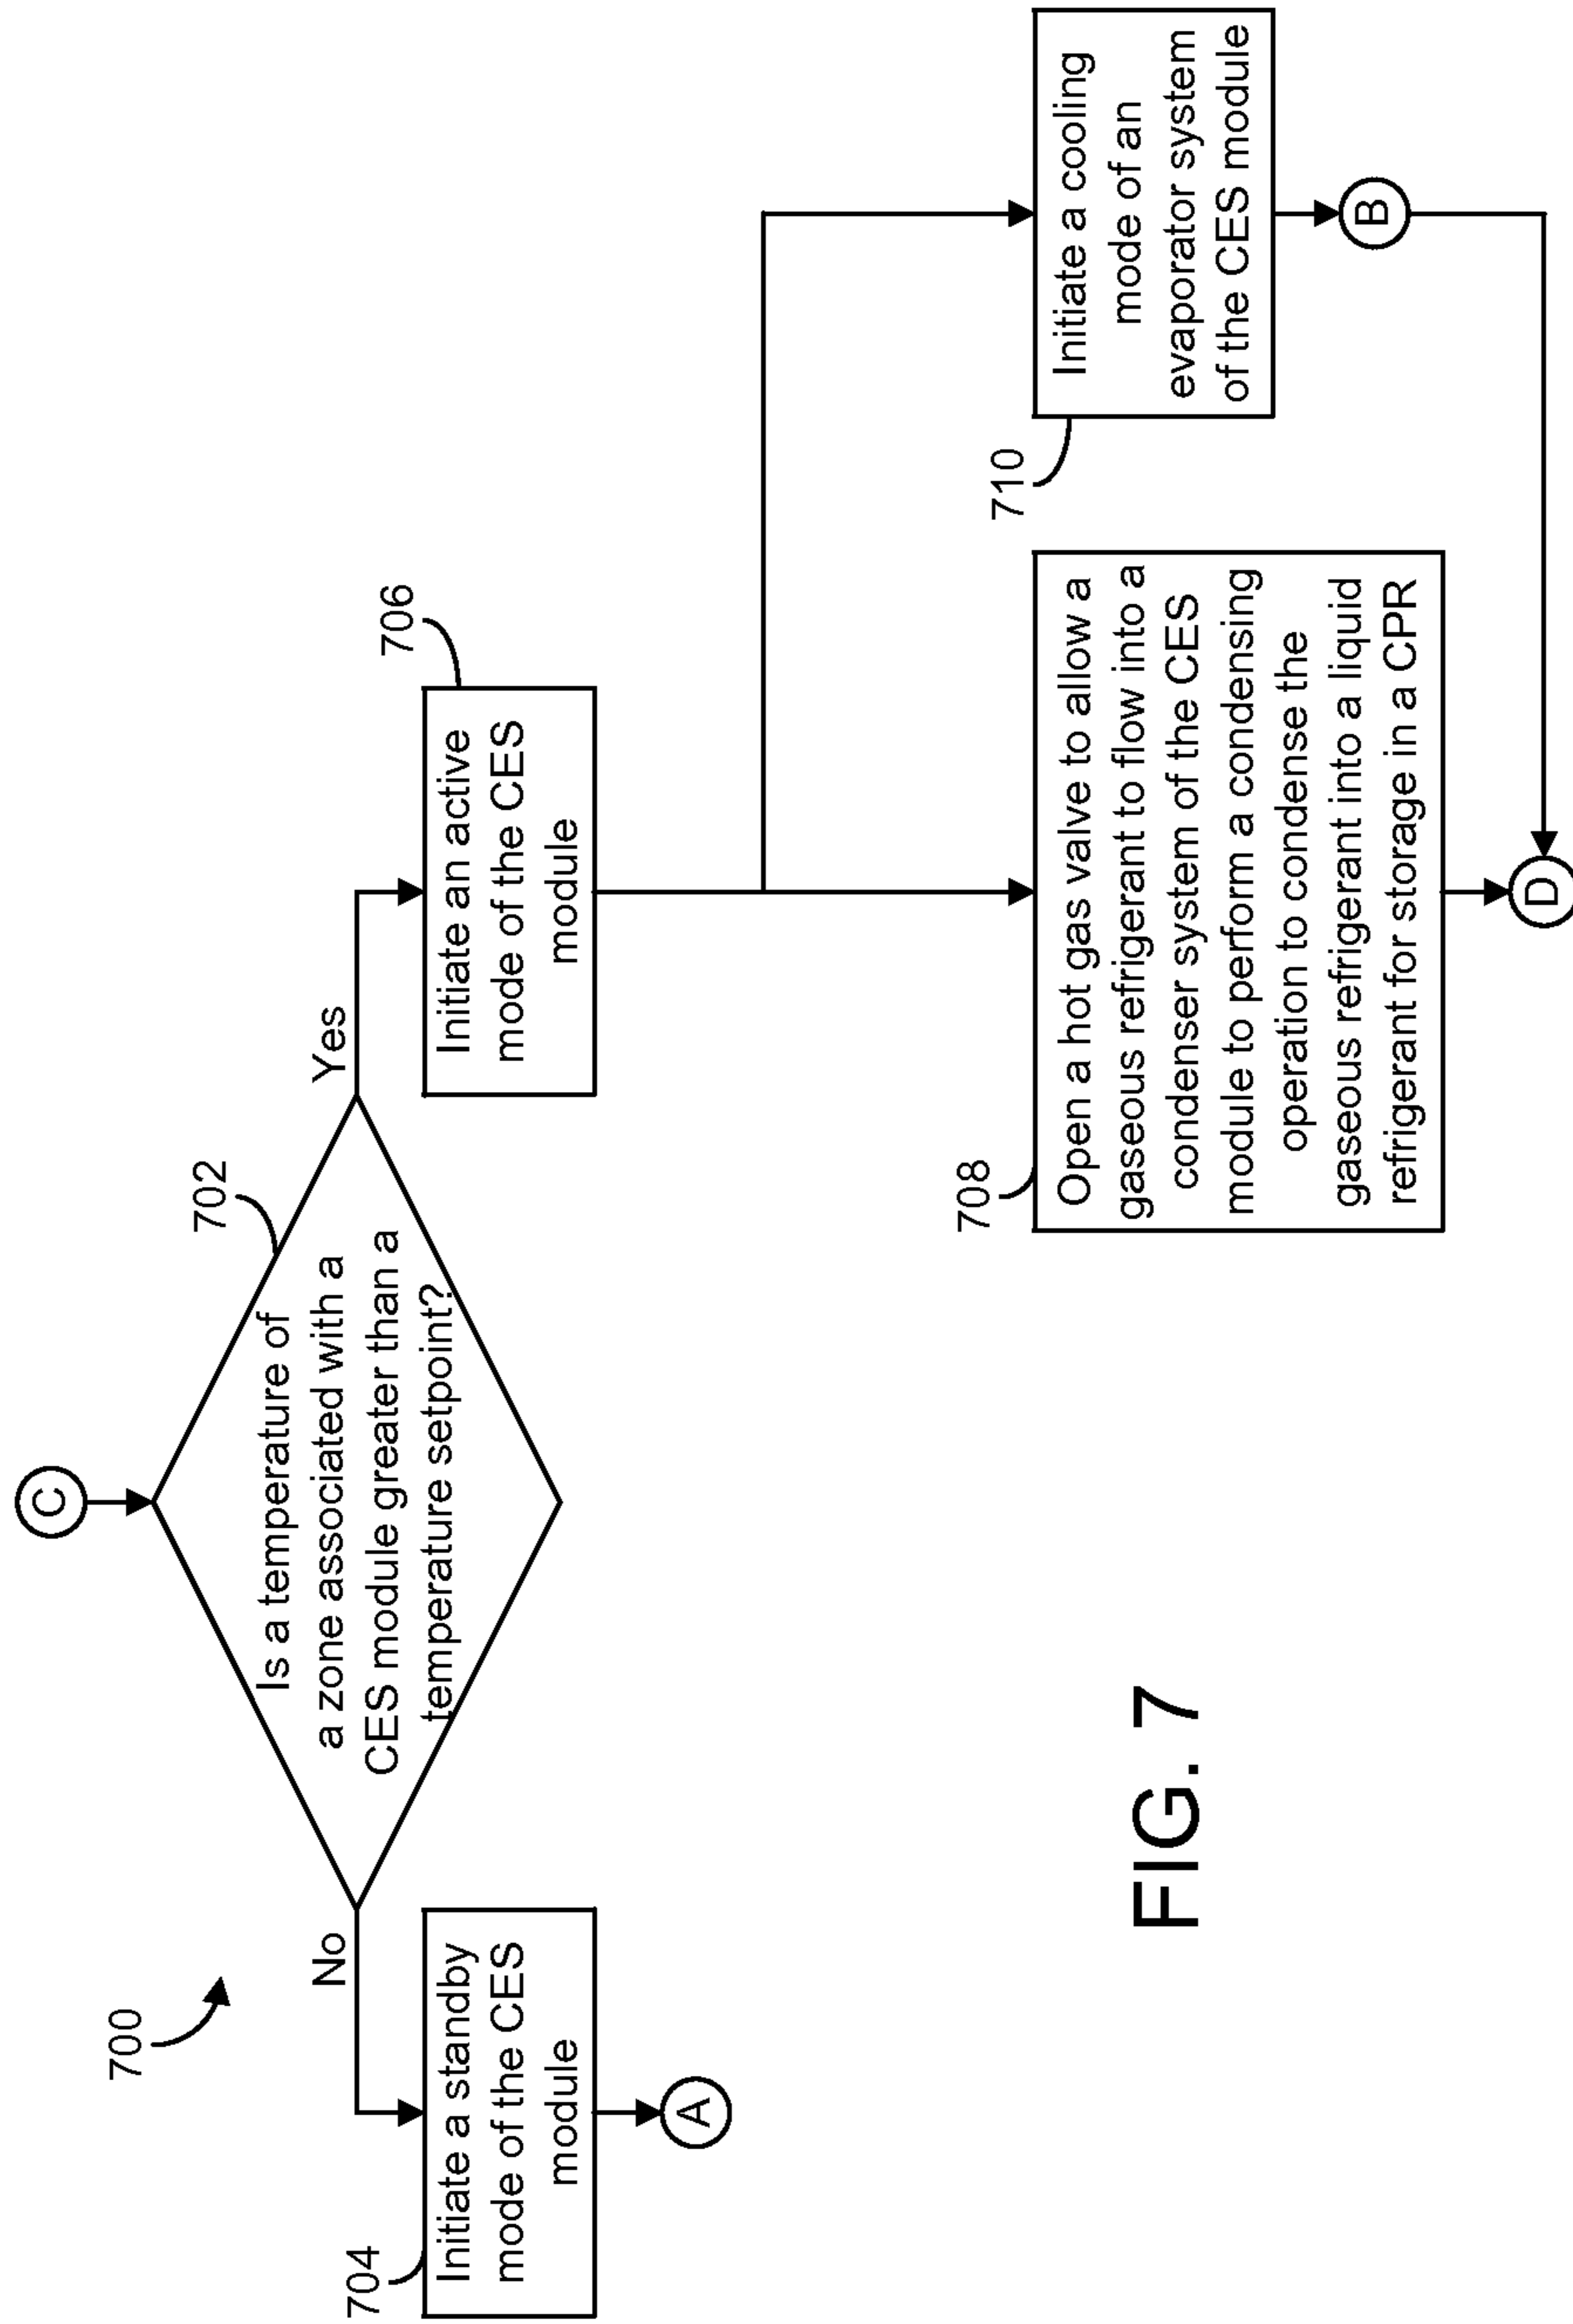 700
C
702
Is a temperature of
a zone associated with a
CES module greater than a
temperature setpoint?
No
Yes
704
Initiate a standby
mode of the CES
module
A
706
Initiate an active
mode of the CES
module
708
Open a hot gas valve to allow a
gaseous refrigerant to flow into a
condenser system of the CES
module to perform a condensing
operation to condense the
gaseous refrigerant into a liquid
refrigerant for storage in a CPR
710
Initiate a cooling
mode of an
evaporator system
of the CES module
B
D
FIG. 7